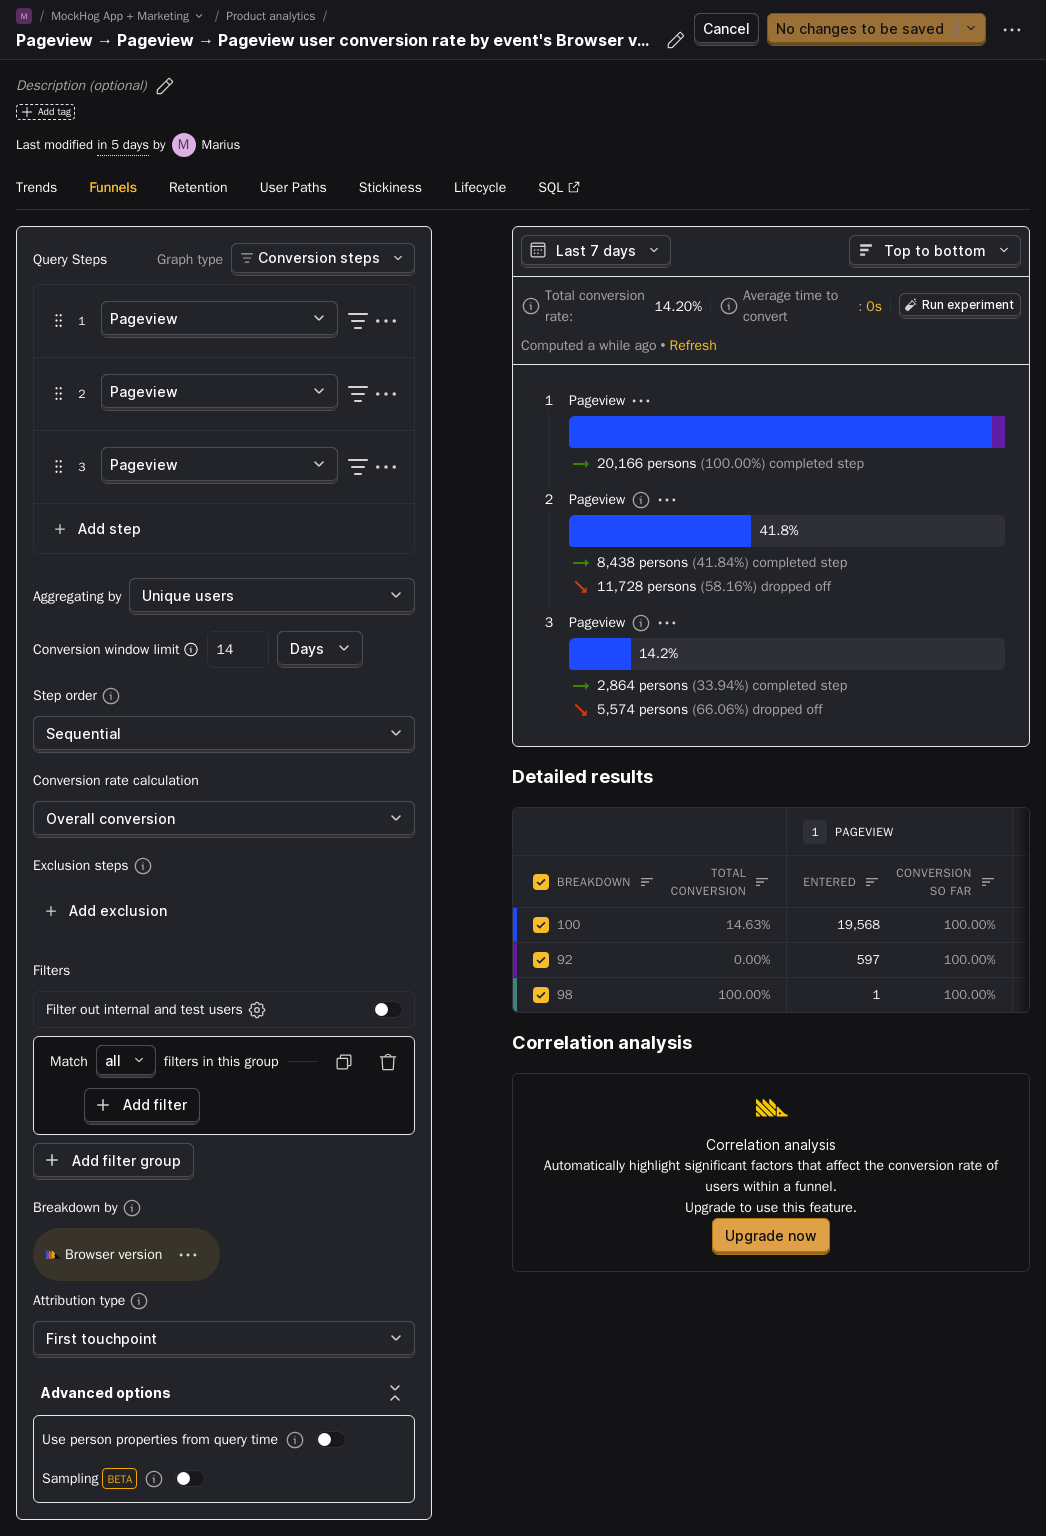 M / MockHog App + Marketing / Product analytics /
Pageview → Pageview → Pageview user conversion rate by event's Browser v...
Cancel
No changes to be saved
Description (optional)
Add tag
Last modified in 5 days by M Marius
Trends Funnels Retention User Paths Stickiness Lifecycle SQL
Query Steps Graph type Conversion steps
1 Pageview
2 Pageview
3 Pageview
Add step
Aggregating by Unique users
Conversion window limit 14 Days
Step order
Sequential
Conversion rate calculation
Overall conversion
Exclusion steps
Add exclusion
Filters
Filter out internal and test users
Match all filters in this group
Add filter
Add filter group
Breakdown by
Browser version
Attribution type
First touchpoint
Advanced options
Use person properties from query time
Sampling BETA
Last 7 days Top to bottom
Total conversion rate: 14.20%
Average time to convert : 0s
Run experiment
Computed a while ago • Refresh
1 Pageview
20,166 persons (100.00%) completed step
2 Pageview
41.8%
8,438 persons (41.84%) completed step
11,728 persons (58.16%) dropped off
3 Pageview
14.2%
2,864 persons (33.94%) completed step
5,574 persons (66.06%) dropped off
Detailed results
1 PAGEVIEW
BREAKDOWN TOTAL CONVERSION ENTERED CONVERSION SO FAR
100 14.63% 19,568 100.00%
92 0.00% 597 100.00%
98 100.00% 1 100.00%
Correlation analysis
Correlation analysis
Automatically highlight significant factors that affect the conversion rate of
users within a funnel.
Upgrade to use this feature.
Upgrade now